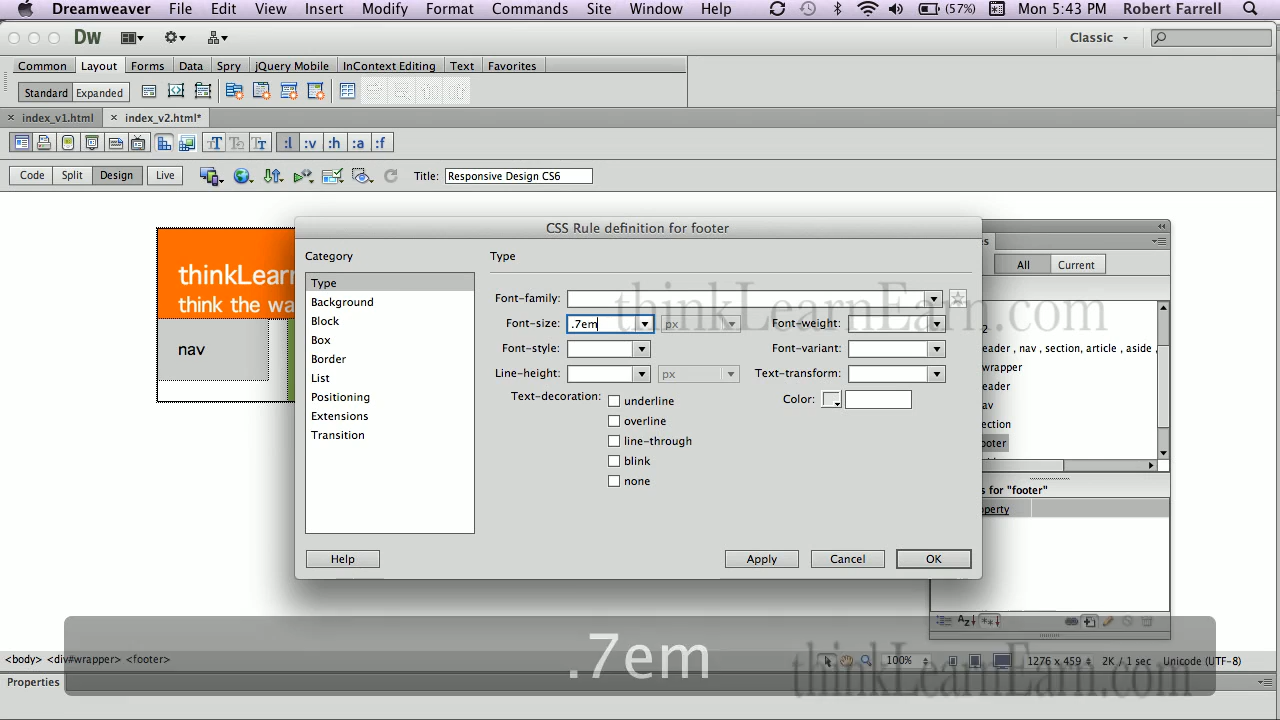 Dreamweaver File Edit View Insert Modify Format Commands Site Window Help (57%) Mon 5:43 PM Robert Farrell
Dw Classic
Common Layout Forms Data Spry jQuery Mobile InContext Editing Text Favorites
Standard Expanded
index_v1.html index_v2.html*
:l :v :h :a :f
Code Split Design Live Title: Responsive Design CS6
CSS Rule definition for footer
Category Type
Type
Background
Block
Box
Border
List
Positioning
Extensions
Transition
Font-family:
Font-size: .7em px Font-weight:
Font-style: Font-variant:
Line-height: px Text-transform:
Text-decoration: underline Color:
overline
line-through
blink
none
Help Apply Cancel OK
thinkLearn
think the wa
nav
s
All Current
2
eader , nav , section, article , aside ,
rapper
eader
av
ection
ooter
s for "footer"
operty
thinkLearnEarn.com
<body> <div#wrapper> <footer> 100% 1276 x 459 2K / 1 sec Unicode (UTF-8)
.7em
thinkLearnEarn.com
Properties